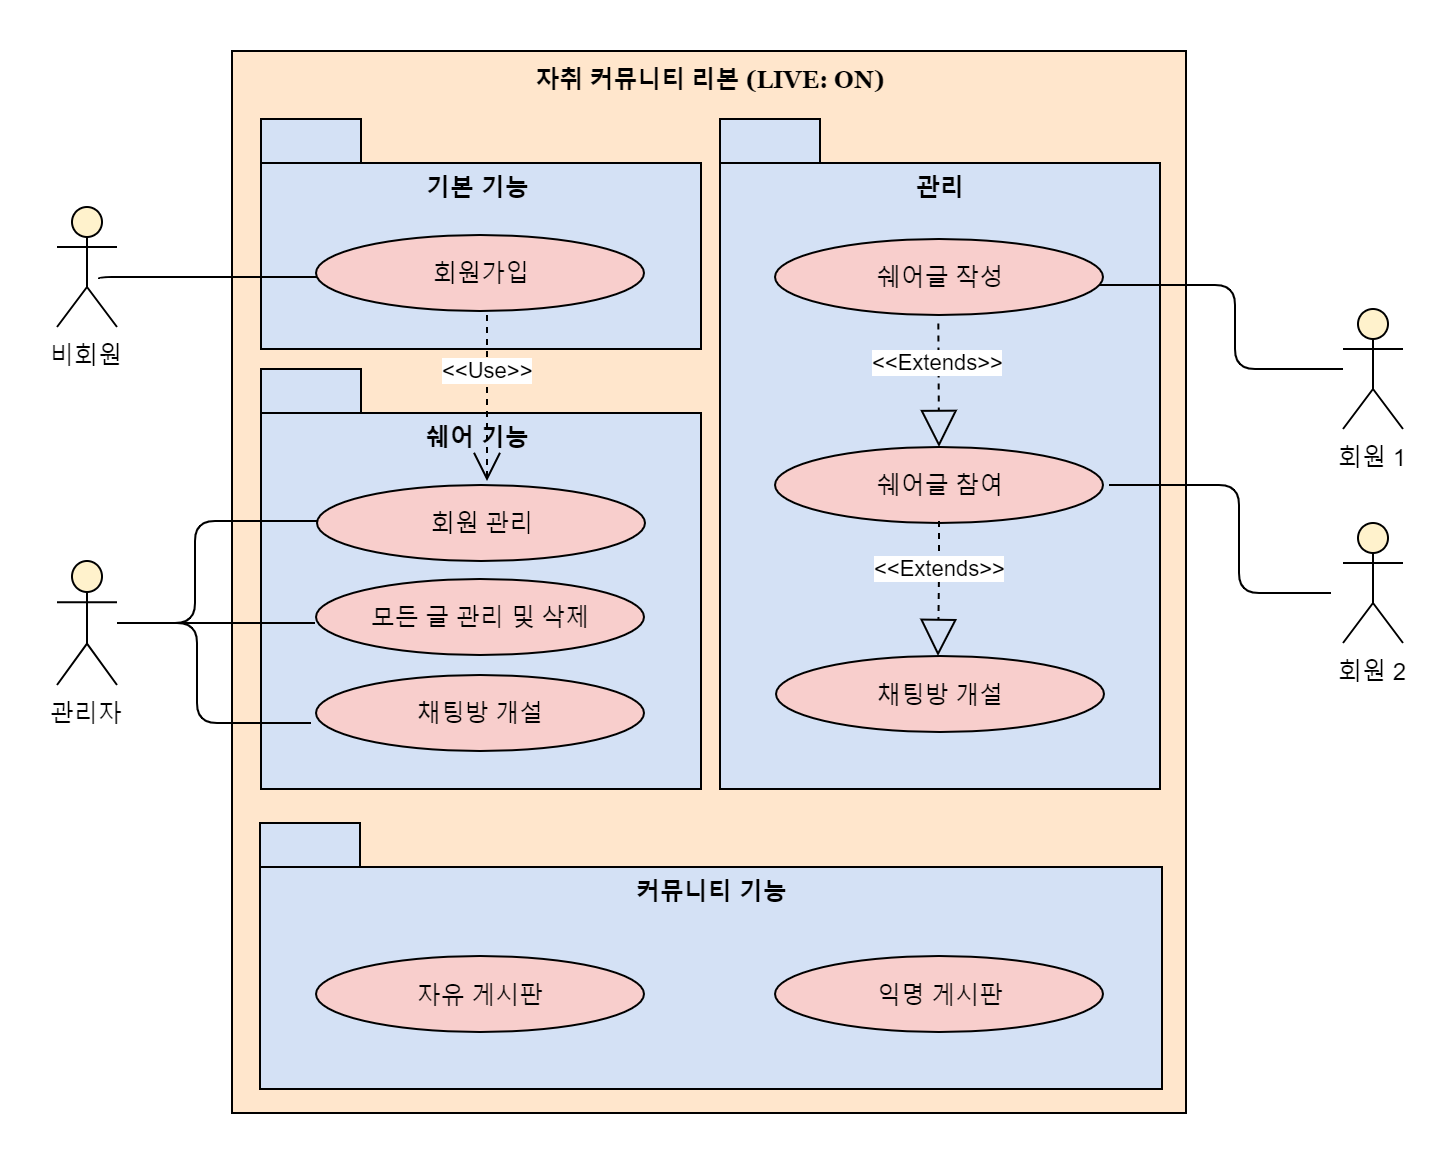 자취 커뮤니티 리본 (LIVE: ON)
기본 기능
회원가입
비회원
<<Use>>
쉐어 기능
회원 관리
모든 글 관리 및 삭제
채팅방 개설
관리자
관리
쉐어글 작성
<<Extends>>
쉐어글 참여
<<Extends>>
채팅방 개설
회원 1
회원 2
커뮤니티 기능
자유 게시판
익명 게시판